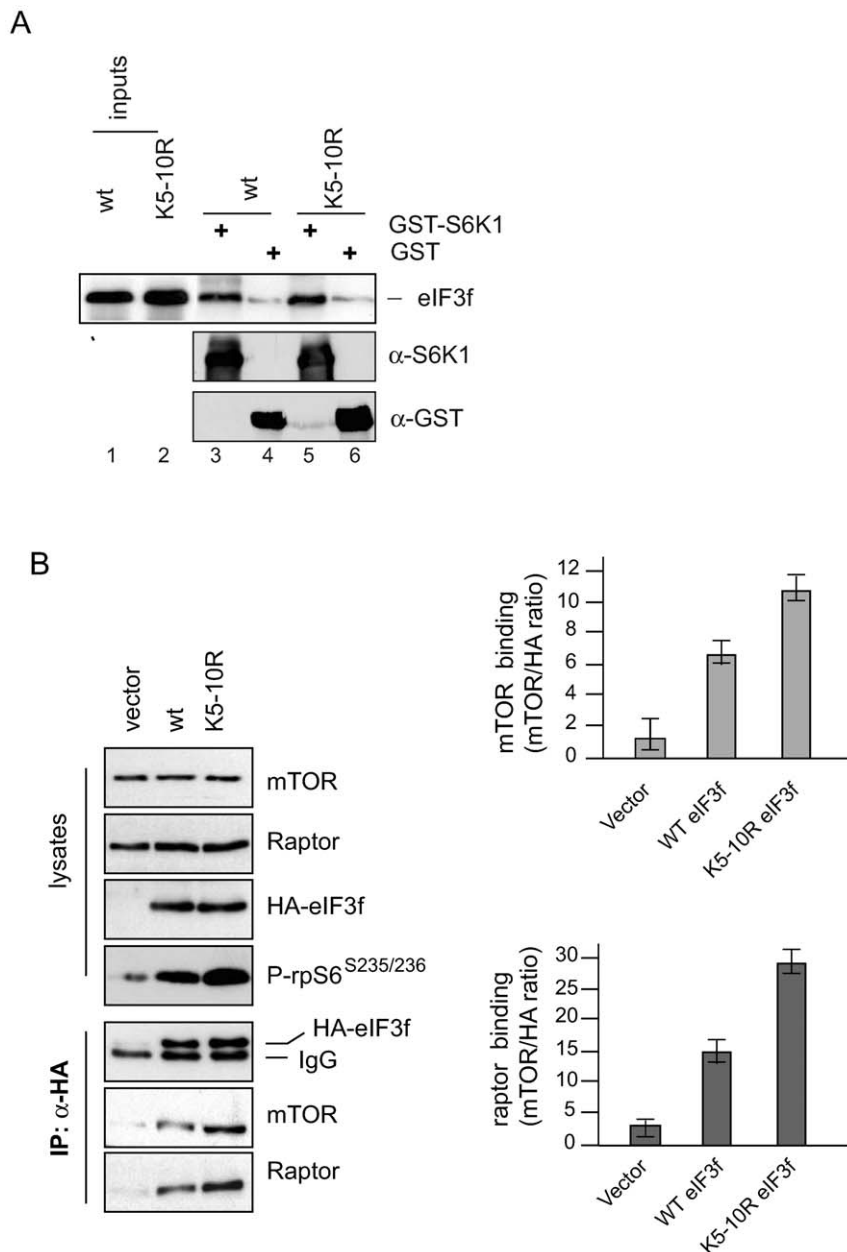 A
inputs
wt
K5-10R
wt
K5-10R
+ + GST-S6K1
+ + GST
– eIF3f
α-S6K1
α-GST
1 2 3 4 5 6
B
vector
wt
K5-10R
lysates
mTOR
Raptor
HA-eIF3f
P-rpS6 S235/236
IP: α-HA
HA-eIF3f
IgG
mTOR
Raptor
mTOR binding
(mTOR/HA ratio)
12
10
8
6
4
2
0
Vector
WT eIF3f
K5-10R eIF3f
raptor binding
(mTOR/HA ratio)
30
25
20
15
10
5
0
Vector
WT eIF3f
K5-10R eIF3f